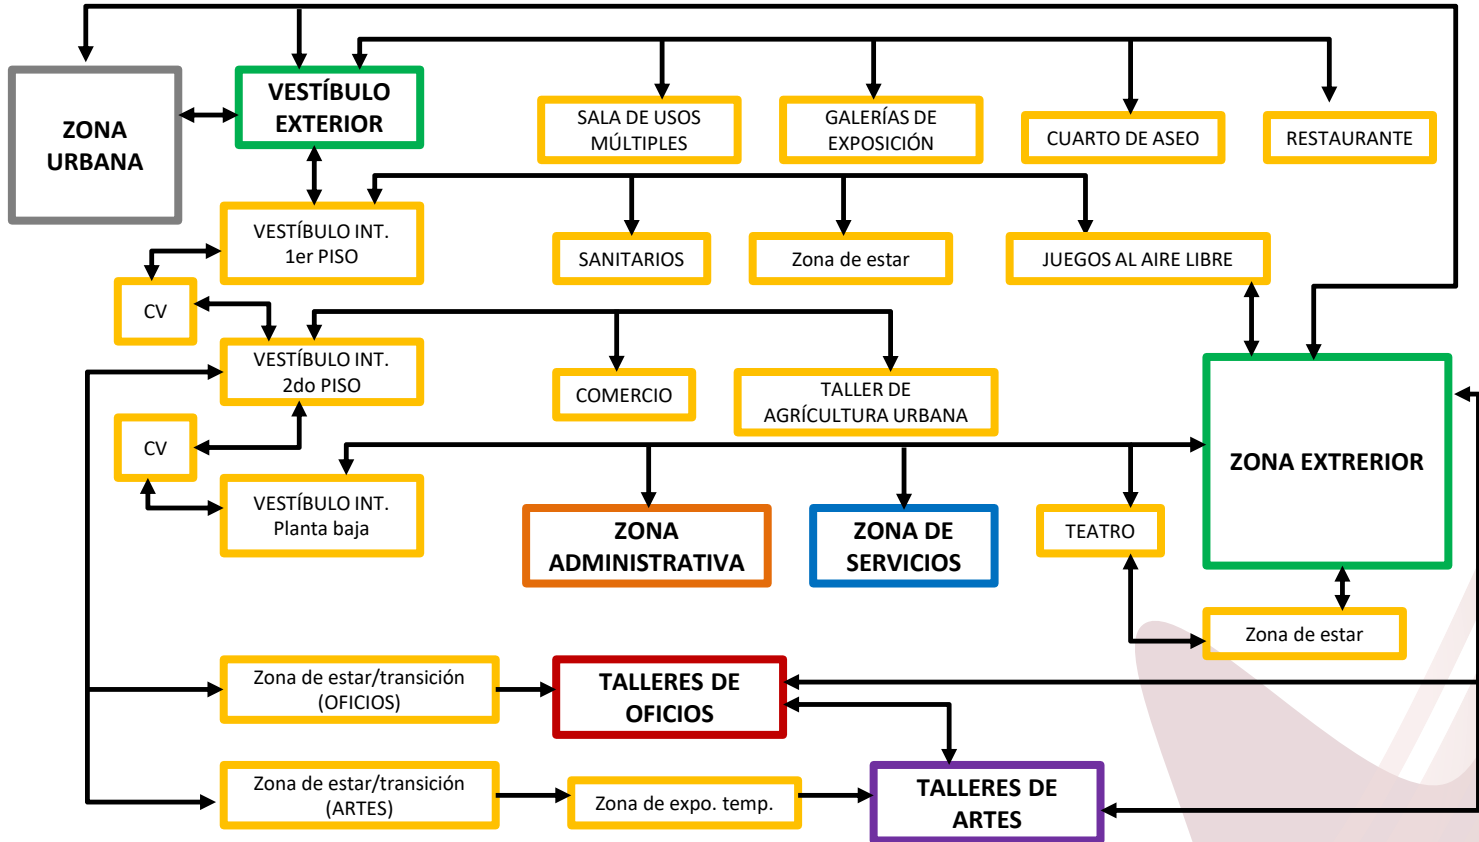 ZONA
URBANA
VESTÍBULO
EXTERIOR
SALA DE USOS
MÚLTIPLES
GALERÍAS DE
EXPOSICIÓN
CUARTO DE ASEO
RESTAURANTE
VESTÍBULO INT.
1er PISO
SANITARIOS
Zona de estar
JUEGOS AL AIRE LIBRE
CV
VESTÍBULO INT.
2do PISO
COMERCIO
TALLER DE
AGRÍCULTURA URBANA
CV
VESTÍBULO INT.
Planta baja
ZONA
ADMINISTRATIVA
ZONA DE
SERVICIOS
TEATRO
ZONA EXTRERIOR
Zona de estar
Zona de estar/transición
(OFICIOS)
TALLERES DE
OFICIOS
Zona de estar/transición
(ARTES)
Zona de expo. temp.
TALLERES DE
ARTES